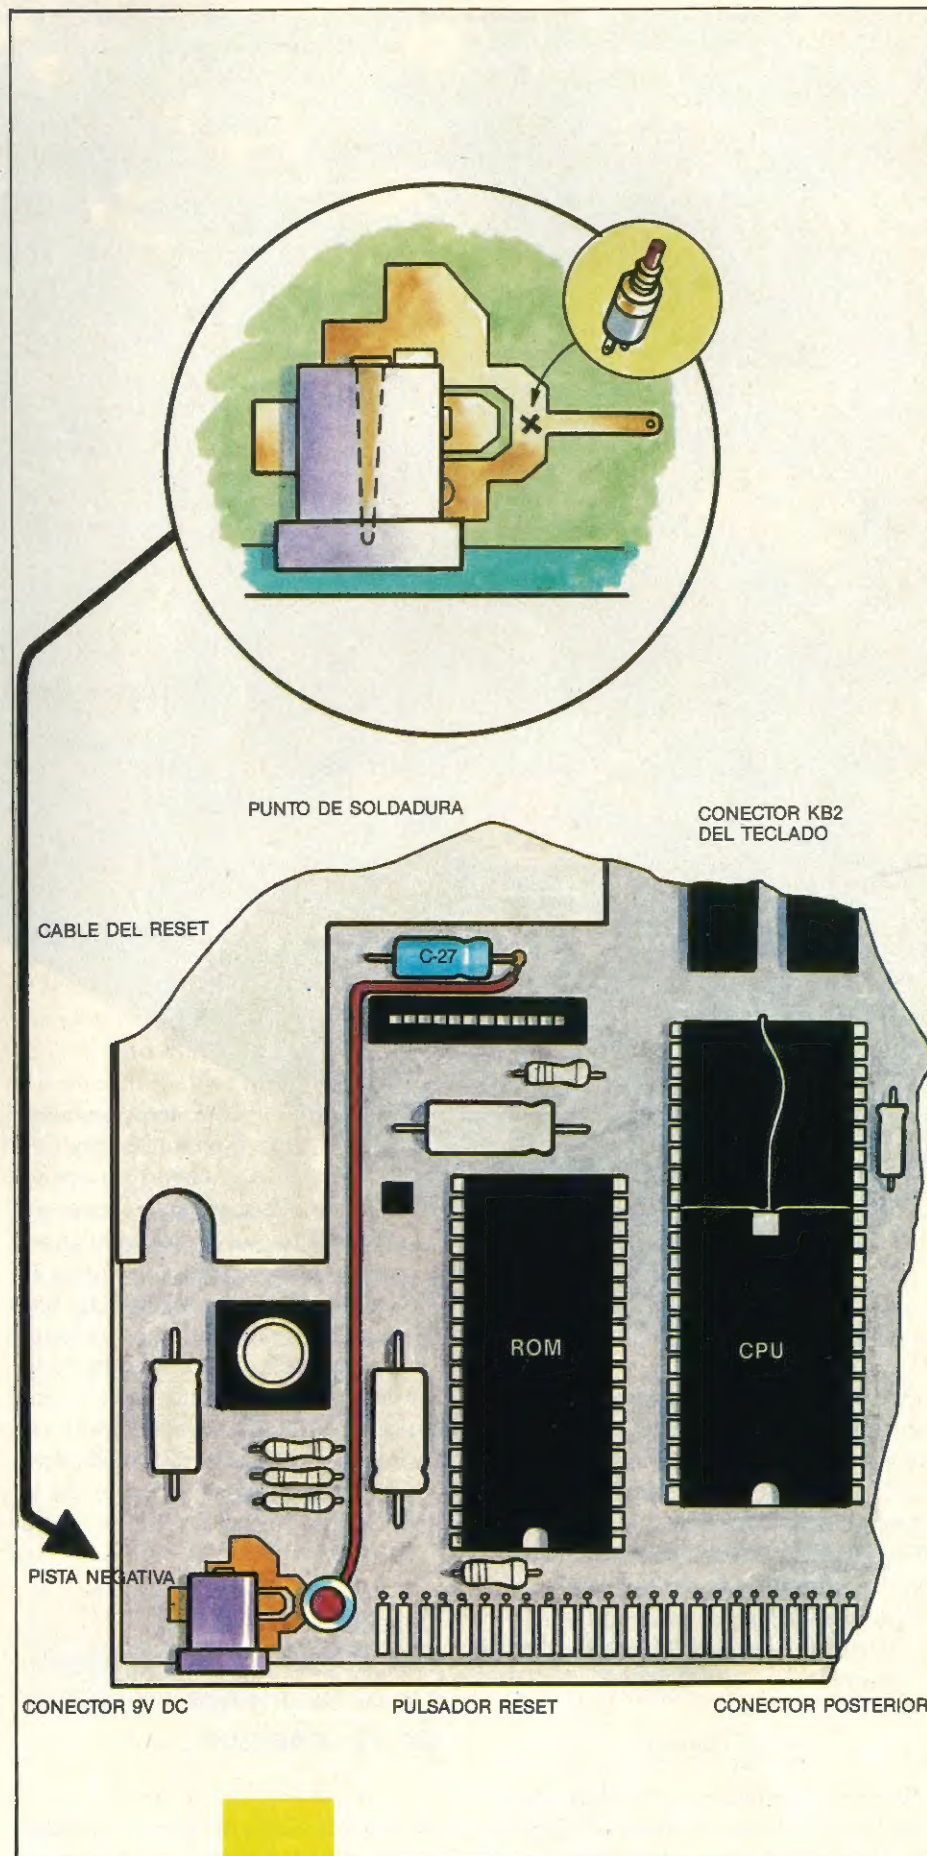 PUNTO DE SOLDADURA
CONECTOR KB2
DEL TECLADO
CABLE DEL RESET
C-27
ROM
CPU
PISTA NEGATIVA
CONECTOR 9V DC
PULSADOR RESET
CONECTOR POSTERIOR